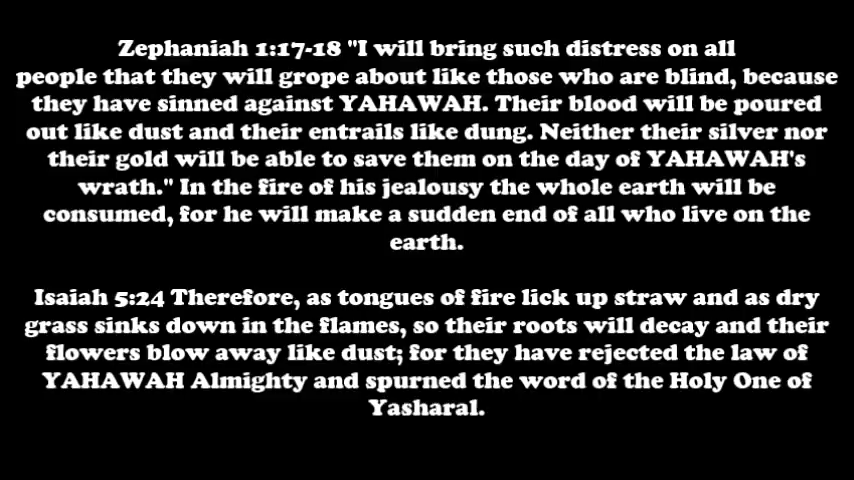 Zephaniah 1:17-18 "I will bring such distress on all
people that they will grope about like those who are blind, because
they have sinned against YAHAWAH. Their blood will be poured
out like dust and their entrails like dung. Neither their silver nor
their gold will be able to save them on the day of YAHAWAH's
wrath." In the fire of his jealousy the whole earth will be
consumed, for he will make a sudden end of all who live on the
earth.
Isaiah 5:24 Therefore, as tongues of fire lick up straw and as dry
grass sinks down in the flames, so their roots will decay and their
flowers blow away like dust; for they have rejected the law of
YAHAWAH Almighty and spurned the word of the Holy One of
Yasharal.